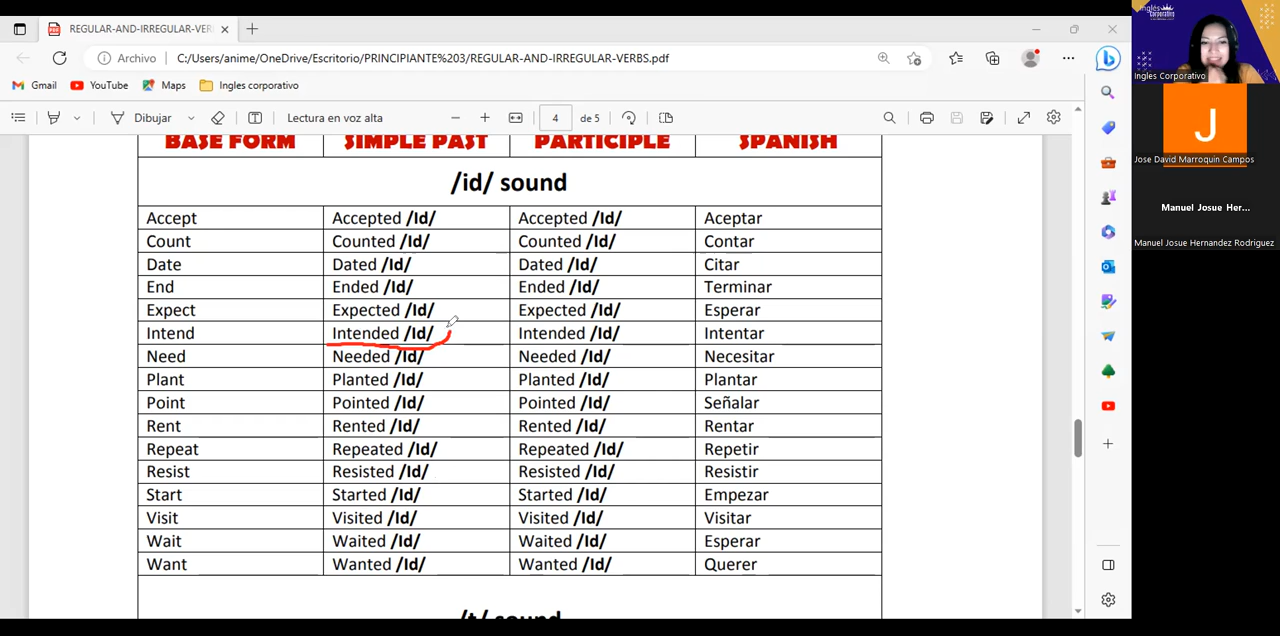 REGULAR-AND-IRREGULAR-VER
Archivo
C:/Users/anime/OneDrive/Escritorio/PRINCIPIANTE%203/REGULAR-AND-IRREGULAR-VERBS.pdf
Gmail YouTube Maps Ingles corporativo
Dibujar Lectura en voz alta 4 de 5
BASE FORM SIMPLE PAST PARTICIPLE SPANISH
/id/ sound
Accept Accepted /Id/ Accepted /Id/ Aceptar
Count Counted /Id/ Counted /Id/ Contar
Date Dated /Id/ Dated /Id/ Citar
End Ended /Id/ Ended /Id/ Terminar
Expect Expected /Id/ Expected /Id/ Esperar
Intend Intended /Id/ Intended /Id/ Intentar
Need Needed /Id/ Needed /Id/ Necesitar
Plant Planted /Id/ Planted /Id/ Plantar
Point Pointed /Id/ Pointed /Id/ Señalar
Rent Rented /Id/ Rented /Id/ Rentar
Repeat Repeated /Id/ Repeated /Id/ Repetir
Resist Resisted /Id/ Resisted /Id/ Resistir
Start Started /Id/ Started /Id/ Empezar
Visit Visited /Id/ Visited /Id/ Visitar
Wait Waited /Id/ Waited /Id/ Esperar
Want Wanted /Id/ Wanted /Id/ Querer
/t/ sound
Inglés
Corporativo
Ingles Corporativo
J
Jose David Marroquin Campos
Manuel Josue Her...
Manuel Josue Hernandez Rodriguez